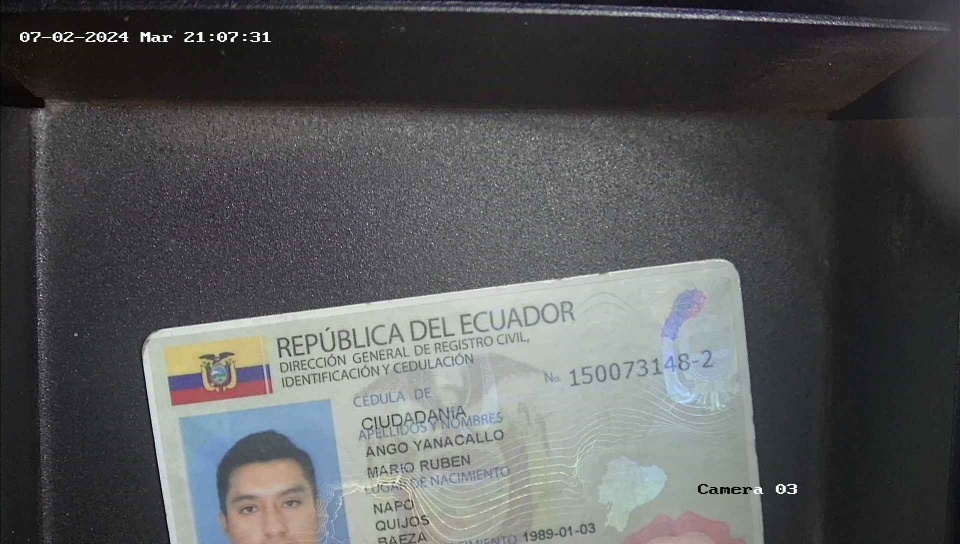 07-02-2024 Mar 21:07:31
REPÚBLICA DEL ECUADOR
DIRECCIÓN GENERAL DE REGISTRO CIVIL,
IDENTIFICACIÓN Y CEDULACIÓN
CÉDULA DE
No. 150073148-2
CIUDADANÍA
APELLIDOS Y NOMBRES
ANGO YANACALLO
MARIO RUBEN
LUGAR DE NACIMIENTO
NAPO
QUIJOS
BAEZA
NACIMIENTO 1989-01-03
Camera 03